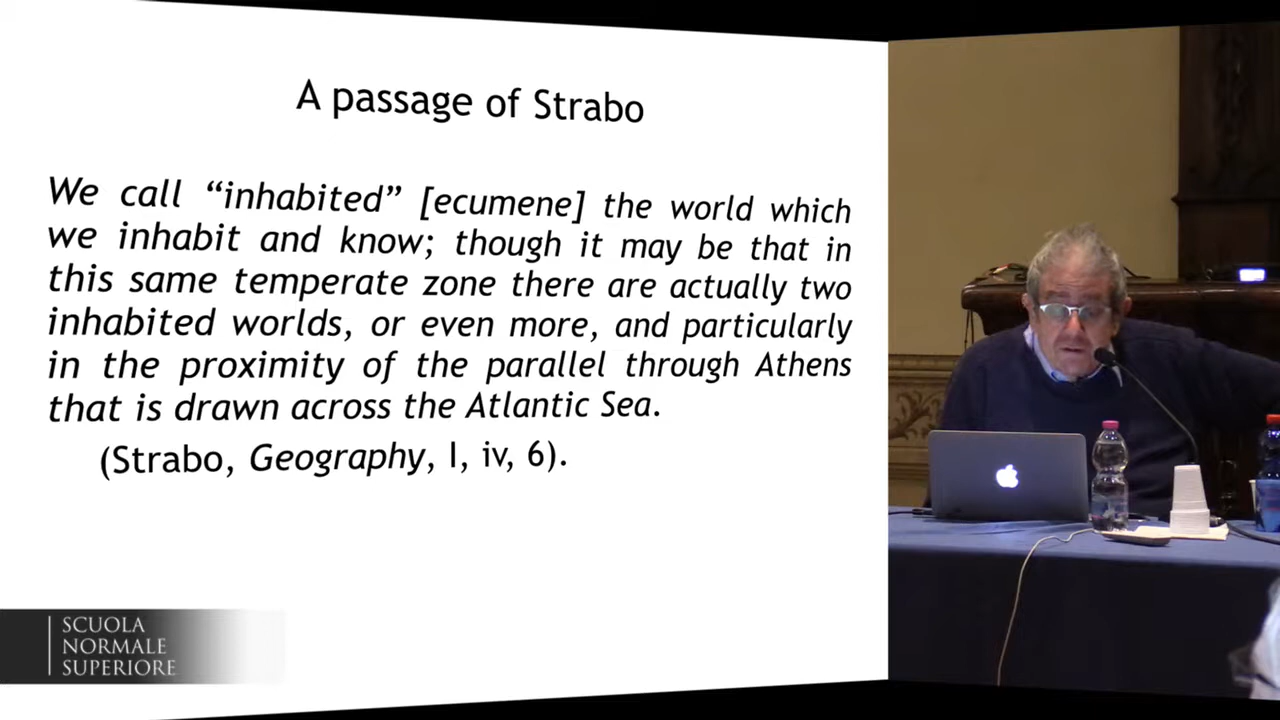 A passage of Strabo
We call “inhabited” [ecumene] the world which
we inhabit and know; though it may be that in
this same temperate zone there are actually two
inhabited worlds, or even more, and particularly
in the proximity of the parallel through Athens
that is drawn across the Atlantic Sea.
(Strabo, Geography, I, iv, 6).
SCUOLA
NORMALE
SUPERIORE